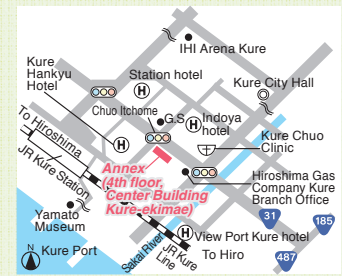 IHI Arena Kure
Kure
Hankyu
Hotel
Station hotel
H
Kure City Hall
Chuo Itchome
G.S
H
Indoya
hotel
To Hiroshima
H
Kure Chuo
Clinic
JR Kure Station
Annex
(4th floor,
Center Building
Kure-ekimae)
Hiroshima Gas
Company Kure
Branch Office
Yamato
Museum
31
185
H
View Port Kure hotel
N
Kure Port
Sakai River
JR Kure
Line
To Hiro
487